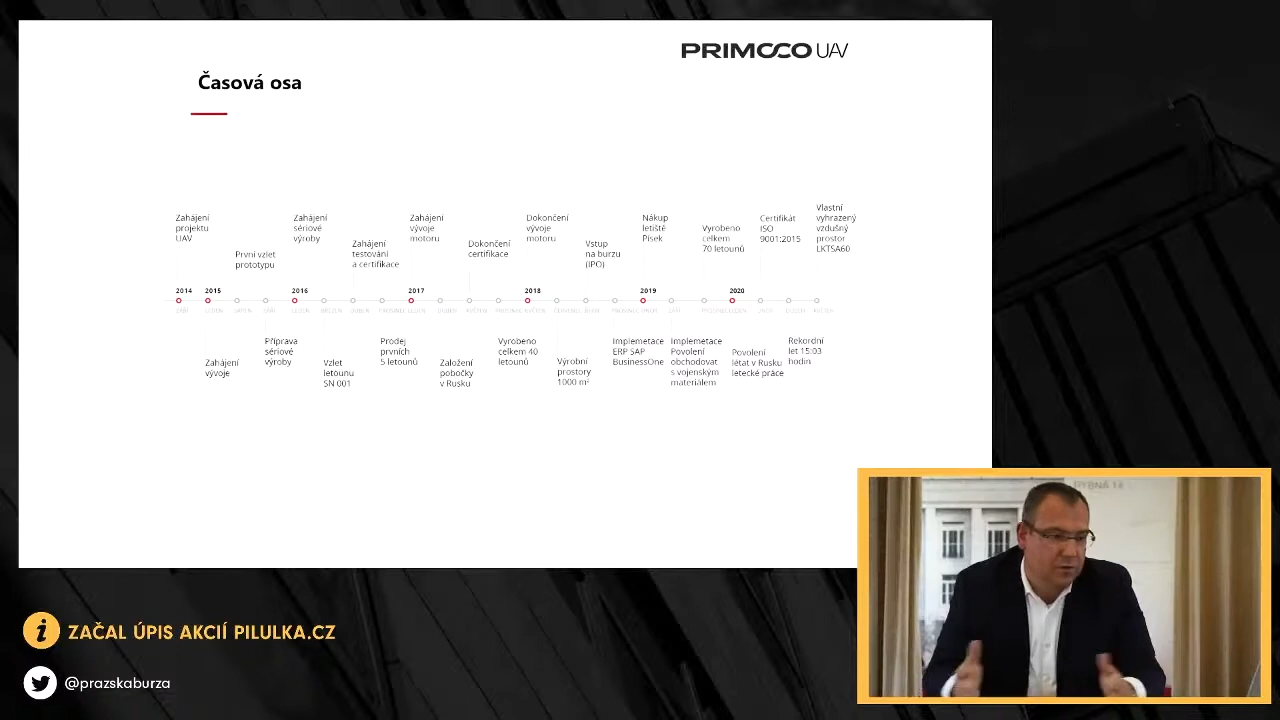 PRIMOCO UAV
Časová osa
Zahájení
projektu
UAV
První vzlet
prototypu
Zahájení
sériové
výroby
Zahájení
testování
a certifikace
Zahájení
vývoje
motoru
Dokončení
certifikace
Dokončení
vývoje
motoru
Vstup
na burzu
(IPO)
Nákup
letiště
Písek
Vyrobeno
celkem
70 letounů
Certifikát
ISO
9001:2015
Vlastní
vyhrazený
vzdušný
prostor
LKTSA60
2014 2015 2016 2017 2018 2019 2020
Zahájení
vývoje
Příprava
sériové
výroby
Vzlet
letounu
SN 001
Prodej
prvních
5 letounů
Založení
pobočky
v Rusku
Vyrobeno
celkem 40
letounů
Výrobní
prostory
1000 m²
Implemetace
ERP SAP
BusinessOne
Implemetace
Povolení
obchodovat
s vojenským
materiálem
Povolení
létat v Rusku
letecké práce
Rekordní
let 15:03
hodin
RYBNÁ 14
i ZAČAL ÚPIS AKCIÍ PILULKA.CZ
@prazskaburza